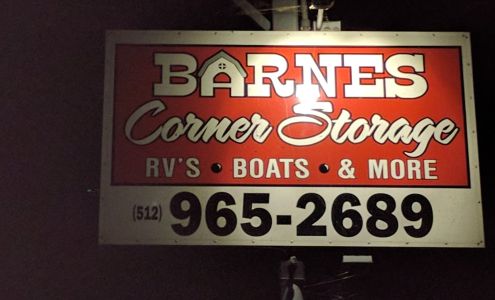 BARNES
Corner Storage
RV'S • BOATS • & MORE
(512) 965-2689